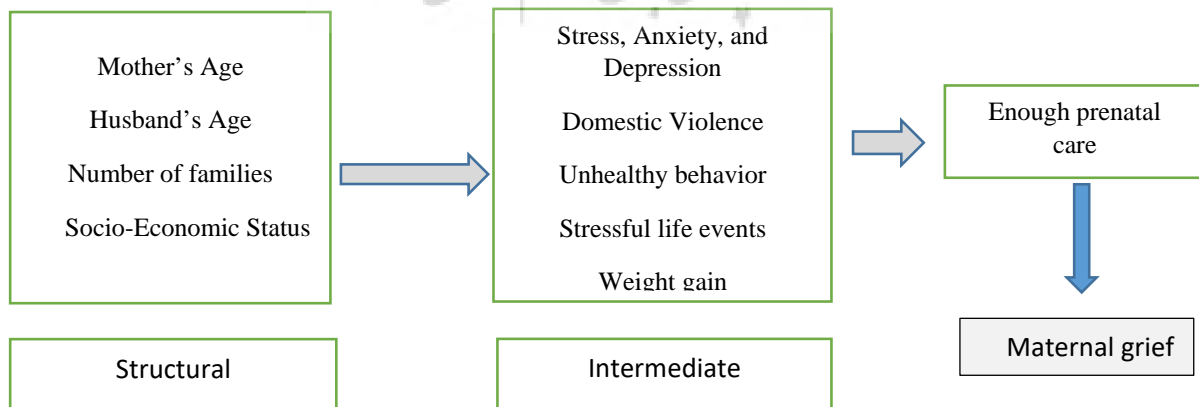 Mother’s Age
Husband’s Age
Number of families
Socio-Economic Status
Stress, Anxiety, and
Depression
Domestic Violence
Unhealthy behavior
Stressful life events
Weight gain
Enough prenatal
care
Maternal grief
Structural
Intermediate